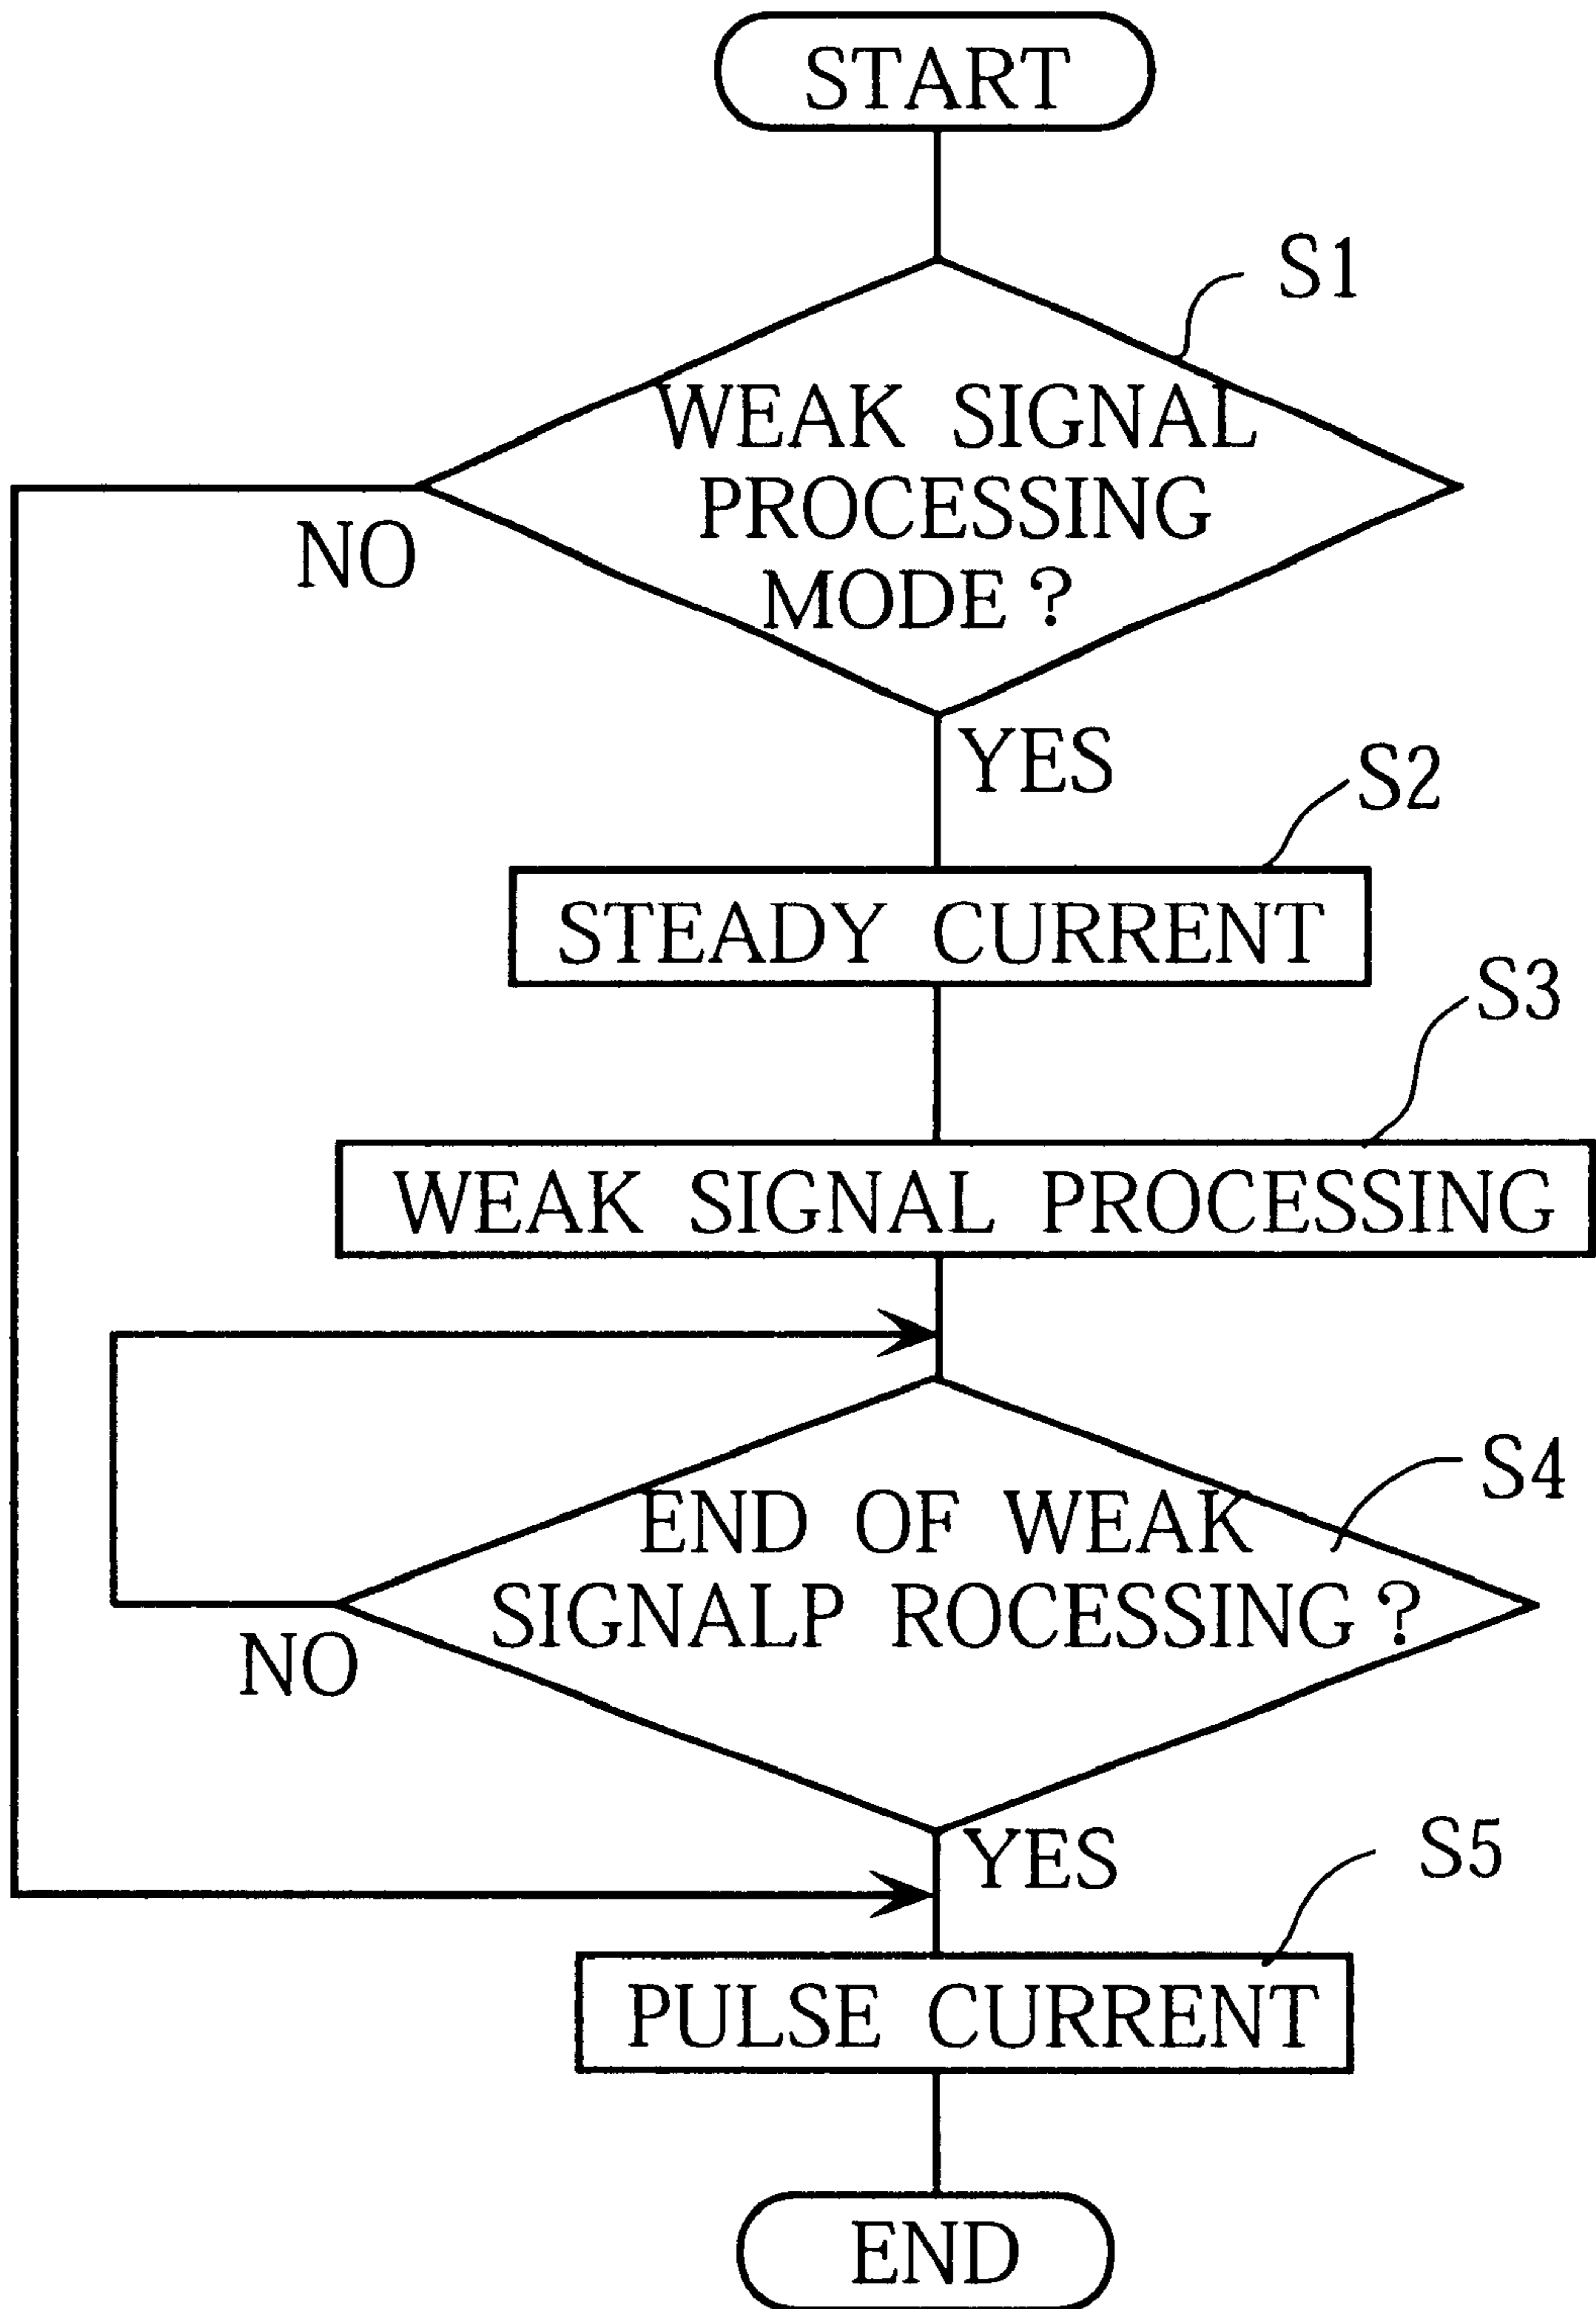 START
S1
WEAK SIGNAL
PROCESSING
MODE?
NO
YES
S2
STEADY CURRENT
S3
WEAK SIGNAL PROCESSING
S4
END OF WEAK
SIGNALP ROCESSING?
NO
YES
S5
PULSE CURRENT
END